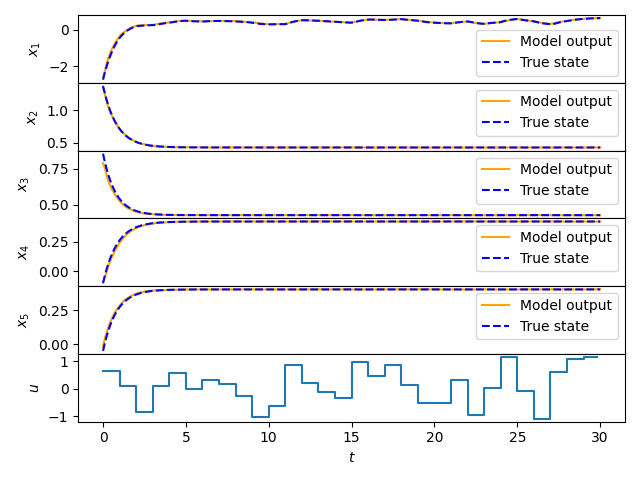 x1
0
−2
Model output
True state
x2
1.0
0.5
Model output
True state
x3
0.75
0.50
Model output
True state
x4
0.25
0.00
Model output
True state
x5
0.25
0.00
Model output
True state
u
1
0
−1
0 5 10 15 20 25 30
t